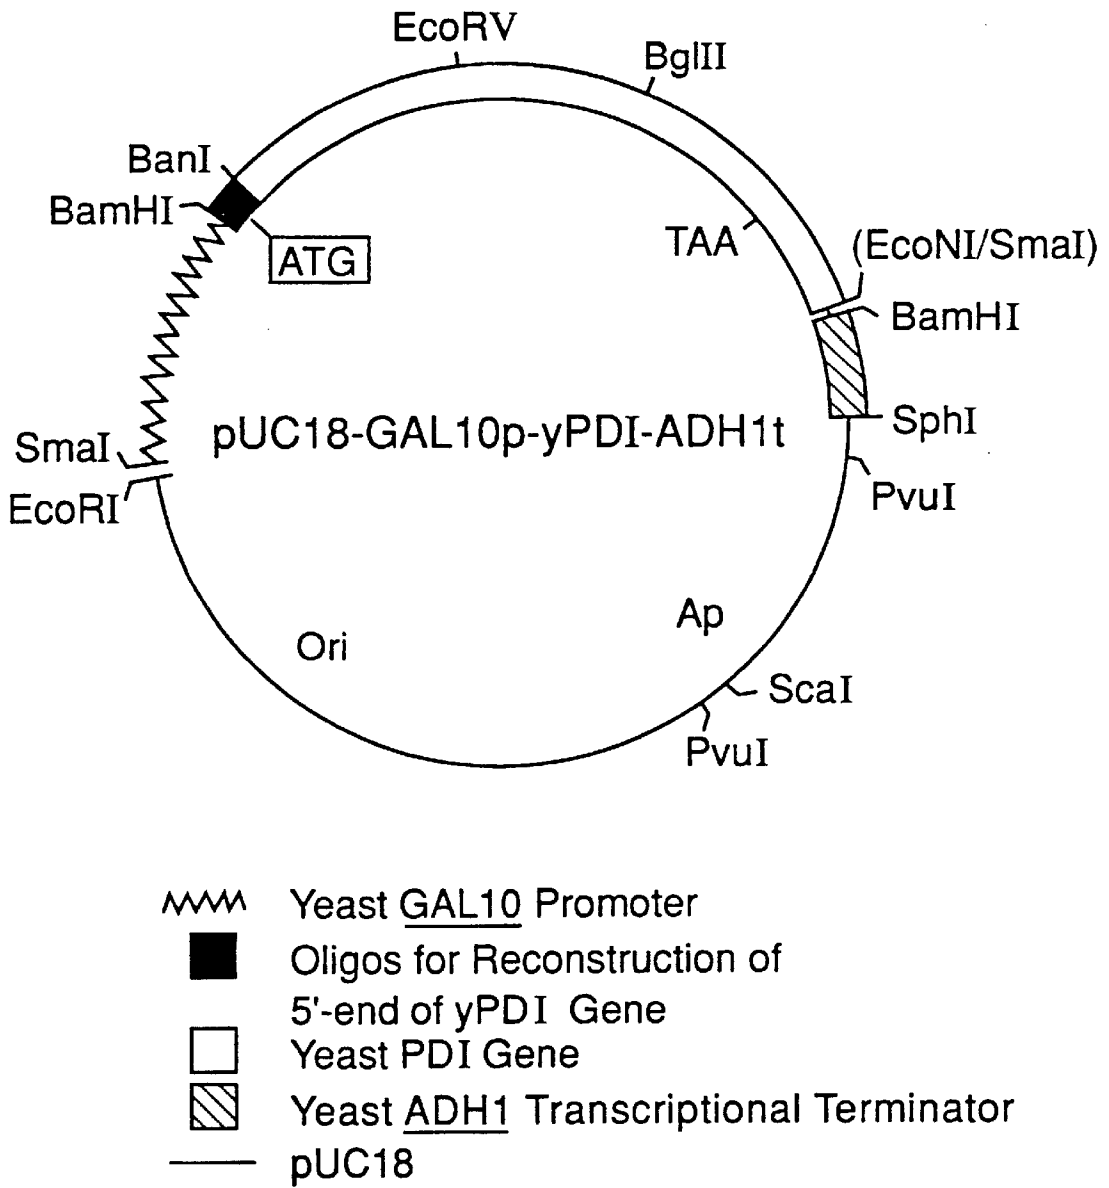 EcoRV
BglII
BanI
BamHI
ATG
TAA
(EcoNI/SmaI)
BamHI
pUC18-GAL10p-yPDI-ADH1t
SphI
SmaI
EcoRI
PvuI
Ap
Ori
ScaI
PvuI
Yeast GAL10 Promoter
Oligos for Reconstruction of
5'-end of yPDI Gene
Yeast PDI Gene
Yeast ADH1 Transcriptional Terminator
pUC18